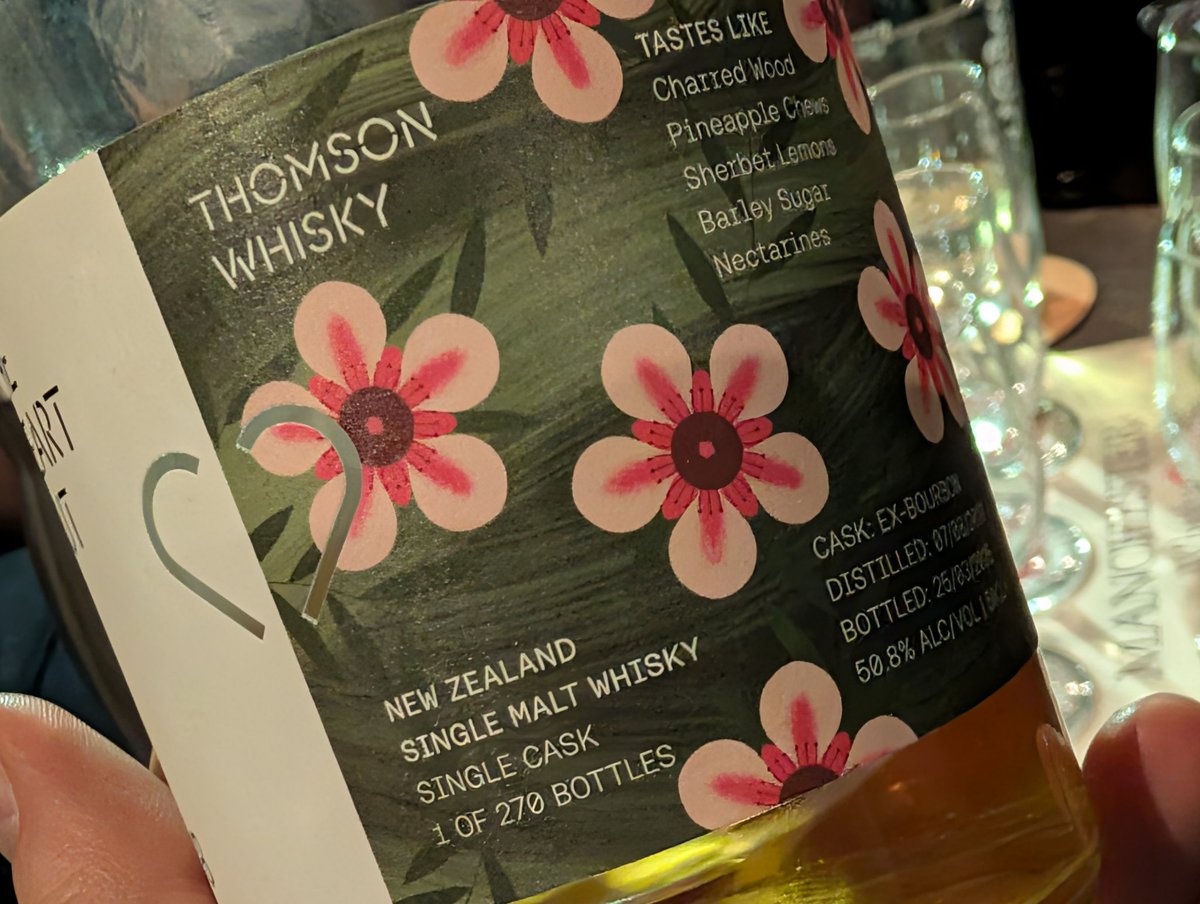 THOMSON
WHISKY
TASTES LIKE
Charred Wood
Pineapple Chews
Sherbet Lemons
Barley Sugar
Nectarines
NEW ZEALAND
SINGLE MALT WHISKY
SINGLE CASK
1 OF 270 BOTTLES
CASK: EX-BOURBON
DISTILLED:
BOTTLED:
50.8% ALC/VOL
MANCHESTER